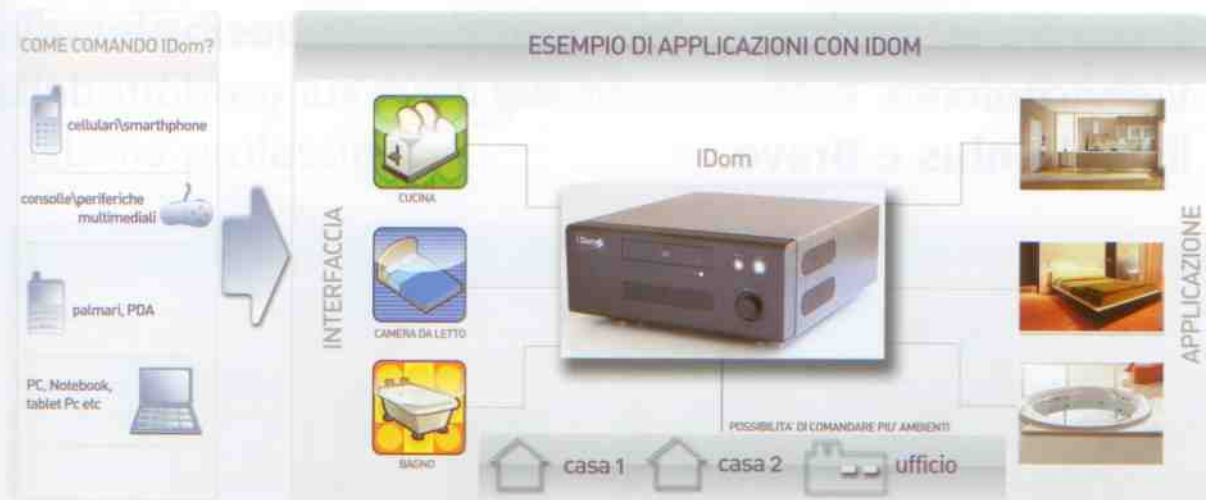 COME COMANDO IDom?
cellulari\smarthphone
consolle\periferiche
multimediali
palmari, PDA
PC, Notebook,
tablet Pc etc
ESEMPIO DI APPLICAZIONI CON IDOM
INTERFACCIA
CUCINA
CAMERA DA LETTO
BAGNO
IDom
IDom
POSSIBILITA' DI COMANDARE PIU' AMBIENTI
casa 1
casa 2
ufficio
APPLICAZIONE